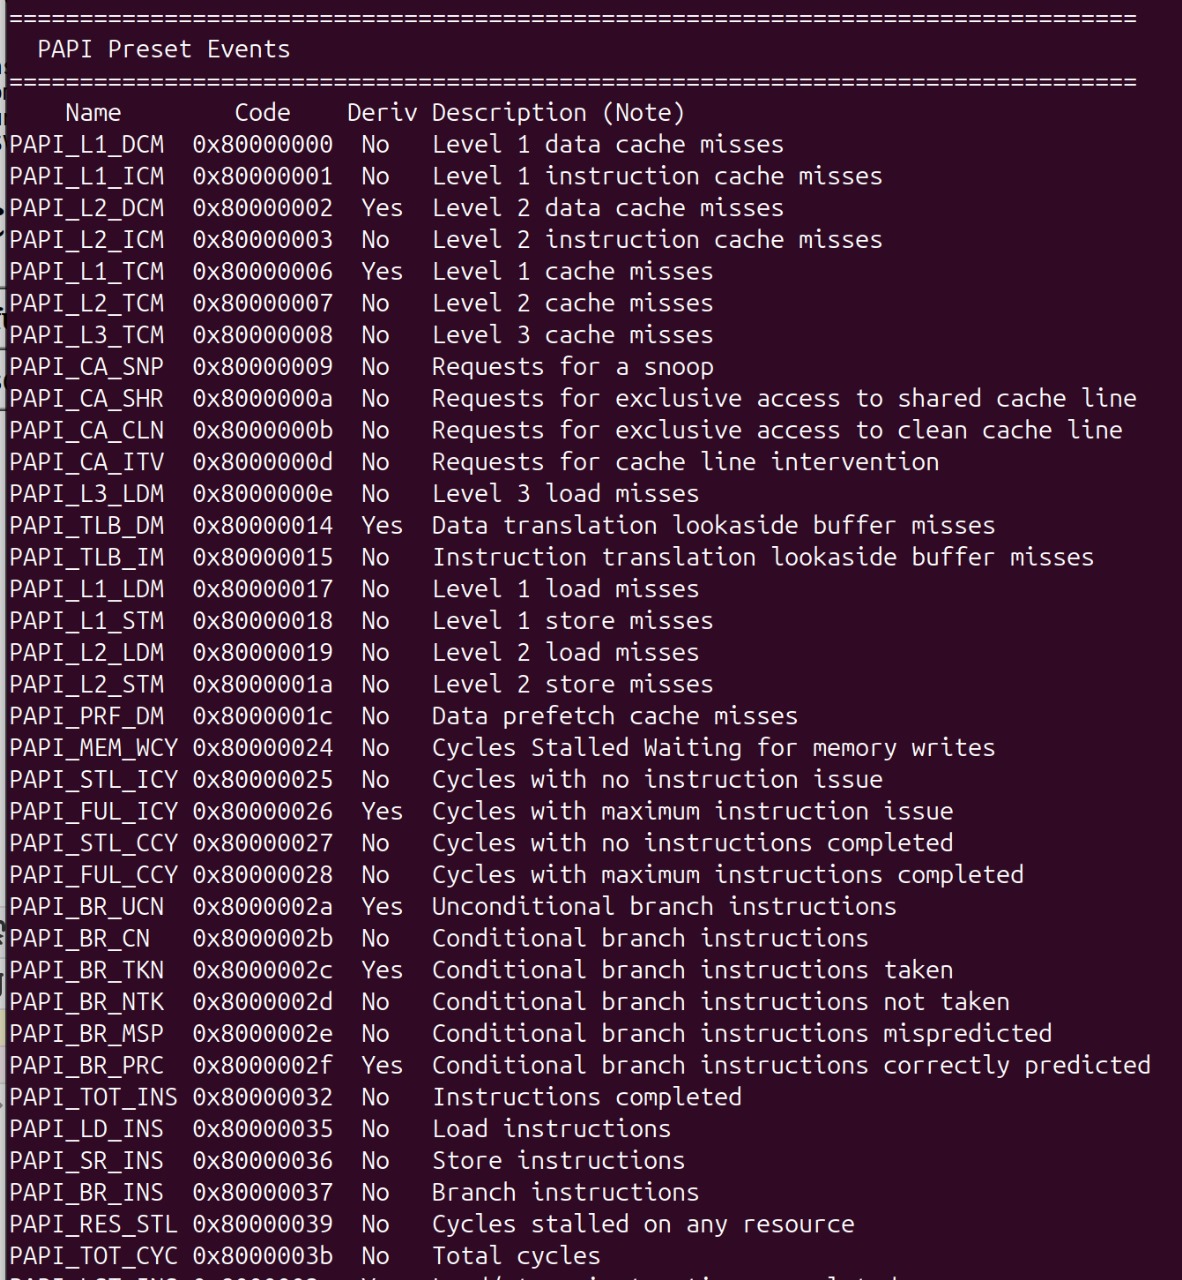 ================================================================================
  PAPI Preset Events
================================================================================
    Name        Code    Deriv Description (Note)
PAPI_L1_DCM  0x80000000  No   Level 1 data cache misses
PAPI_L1_ICM  0x80000001  No   Level 1 instruction cache misses
PAPI_L2_DCM  0x80000002  Yes  Level 2 data cache misses
PAPI_L2_ICM  0x80000003  No   Level 2 instruction cache misses
PAPI_L1_TCM  0x80000006  Yes  Level 1 cache misses
PAPI_L2_TCM  0x80000007  No   Level 2 cache misses
PAPI_L3_TCM  0x80000008  No   Level 3 cache misses
PAPI_CA_SNP  0x80000009  No   Requests for a snoop
PAPI_CA_SHR  0x8000000a  No   Requests for exclusive access to shared cache line
PAPI_CA_CLN  0x8000000b  No   Requests for exclusive access to clean cache line
PAPI_CA_ITV  0x8000000d  No   Requests for cache line intervention
PAPI_L3_LDM  0x8000000e  No   Level 3 load misses
PAPI_TLB_DM  0x80000014  Yes  Data translation lookaside buffer misses
PAPI_TLB_IM  0x80000015  No   Instruction translation lookaside buffer misses
PAPI_L1_LDM  0x80000017  No   Level 1 load misses
PAPI_L1_STM  0x80000018  No   Level 1 store misses
PAPI_L2_LDM  0x80000019  No   Level 2 load misses
PAPI_L2_STM  0x8000001a  No   Level 2 store misses
PAPI_PRF_DM  0x8000001c  No   Data prefetch cache misses
PAPI_MEM_WCY 0x80000024  No   Cycles Stalled Waiting for memory writes
PAPI_STL_ICY 0x80000025  No   Cycles with no instruction issue
PAPI_FUL_ICY 0x80000026  Yes  Cycles with maximum instruction issue
PAPI_STL_CCY 0x80000027  No   Cycles with no instructions completed
PAPI_FUL_CCY 0x80000028  No   Cycles with maximum instructions completed
PAPI_BR_UCN  0x8000002a  Yes  Unconditional branch instructions
PAPI_BR_CN   0x8000002b  No   Conditional branch instructions
PAPI_BR_TKN  0x8000002c  Yes  Conditional branch instructions taken
PAPI_BR_NTK  0x8000002d  No   Conditional branch instructions not taken
PAPI_BR_MSP  0x8000002e  No   Conditional branch instructions mispredicted
PAPI_BR_PRC  0x8000002f  Yes  Conditional branch instructions correctly predicted
PAPI_TOT_INS 0x80000032  No   Instructions completed
PAPI_LD_INS  0x80000035  No   Load instructions
PAPI_SR_INS  0x80000036  No   Store instructions
PAPI_BR_INS  0x80000037  No   Branch instructions
PAPI_RES_STL 0x80000039  No   Cycles stalled on any resource
PAPI_TOT_CYC 0x8000003b  No   Total cycles